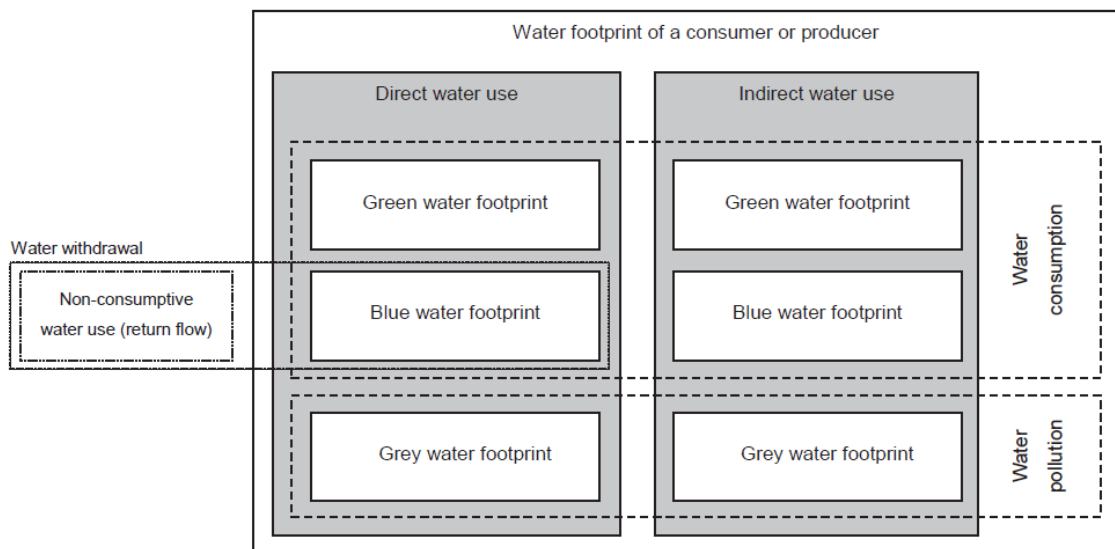 Water footprint of a consumer or producer
Direct water use
Indirect water use
Green water footprint
Green water footprint
Water
consumption
Water withdrawal
Non-consumptive
water use (return flow)
Blue water footprint
Blue water footprint
Grey water footprint
Grey water footprint
Water
pollution